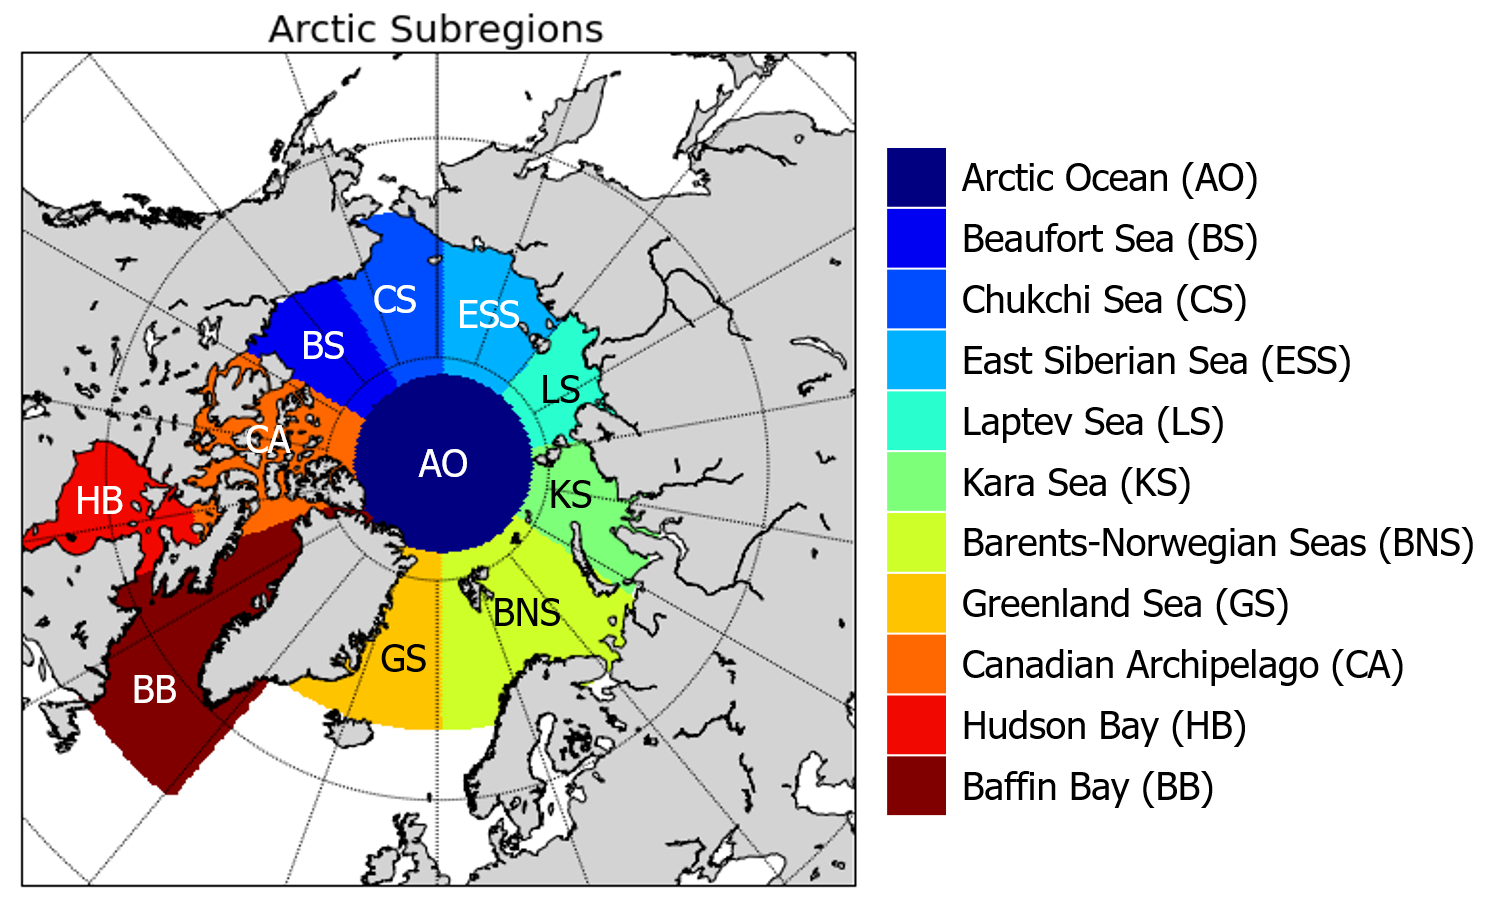 Arctic Subregions
CS
ESS
BS
LS
CA
AO
HB
KS
BNS
GS
BB
Arctic Ocean (AO)
Beaufort Sea (BS)
Chukchi Sea (CS)
East Siberian Sea (ESS)
Laptev Sea (LS)
Kara Sea (KS)
Barents-Norwegian Seas (BNS)
Greenland Sea (GS)
Canadian Archipelago (CA)
Hudson Bay (HB)
Baffin Bay (BB)